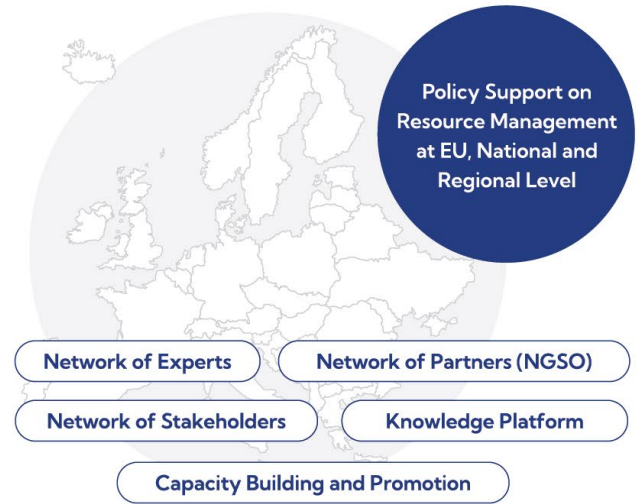 Policy Support on
Resource Management
at EU, National and
Regional Level
Network of Experts
Network of Partners (NGSO)
Network of Stakeholders
Knowledge Platform
Capacity Building and Promotion